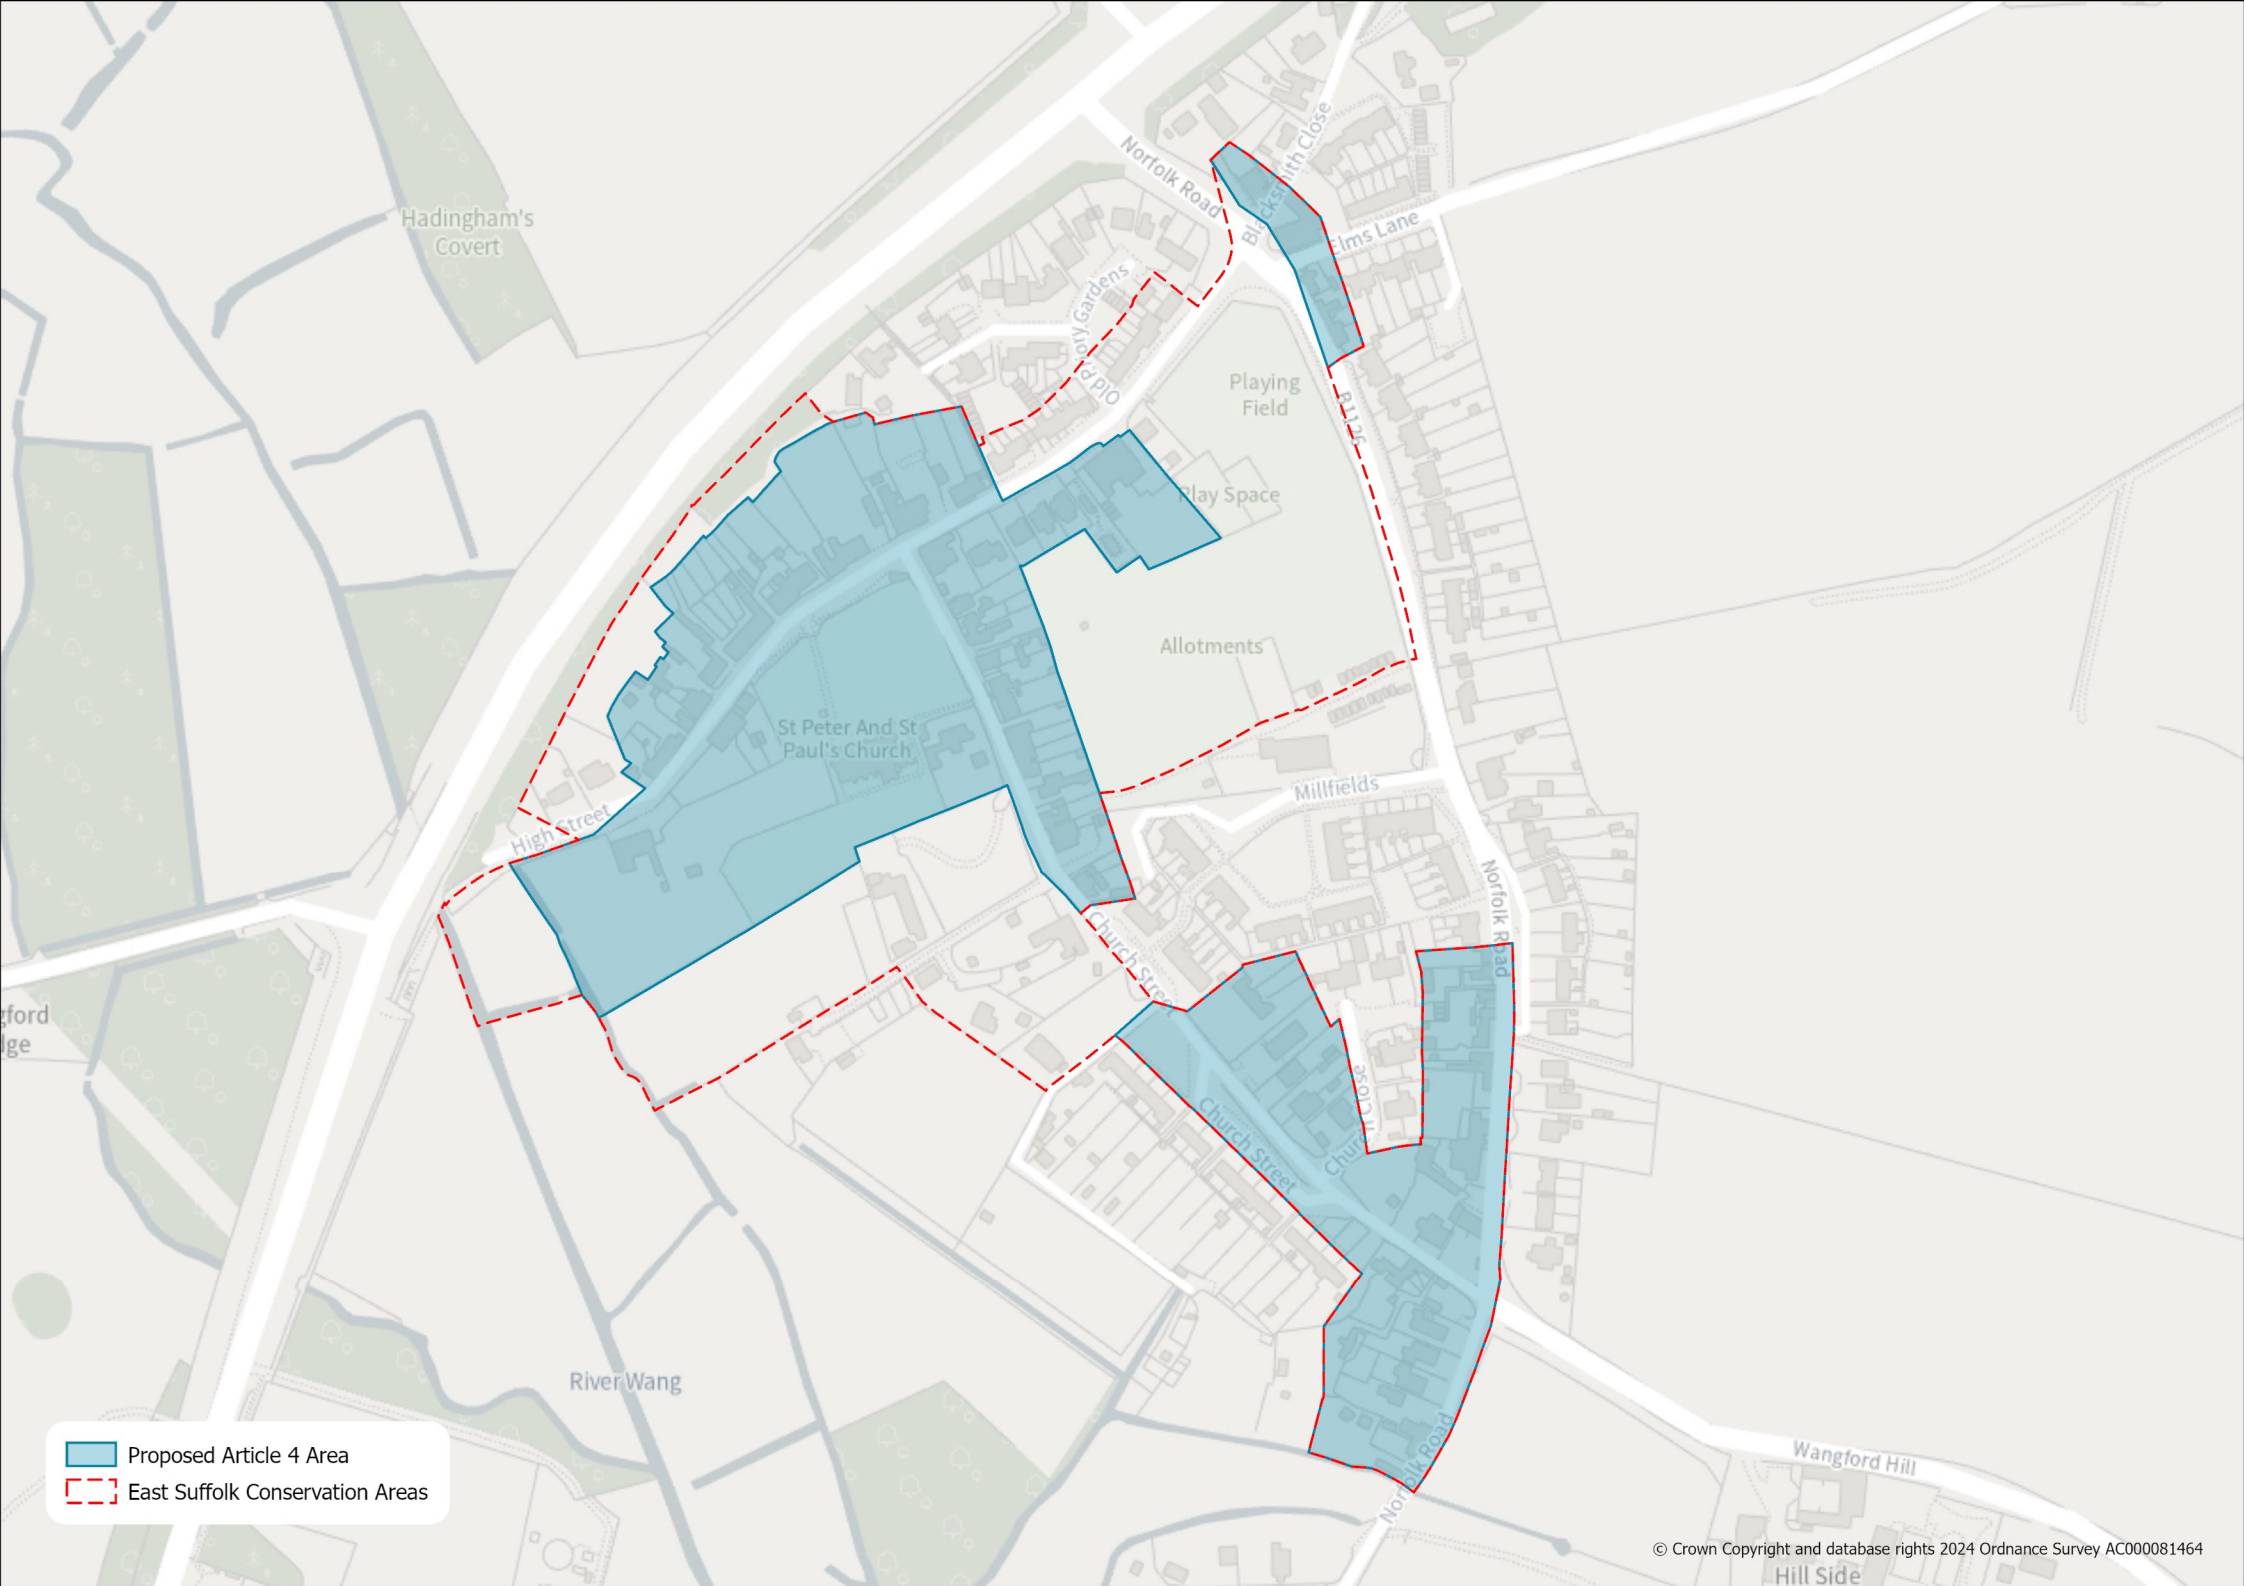 Hadingham's
Covert
Norfolk Road
Blacksmith Close
Elms Lane
Old Priory Gardens
Playing
Field
B1126
Play Space
Allotments
St Peter And St
Paul's Church
High Street
Millfields
Norfolk Road
Church Street
Church Close
Church Street
River Wang
Norfolk Road
Wangford Hill
Hill Side
Proposed Article 4 Area
East Suffolk Conservation Areas
© Crown Copyright and database rights 2024 Ordnance Survey AC000081464